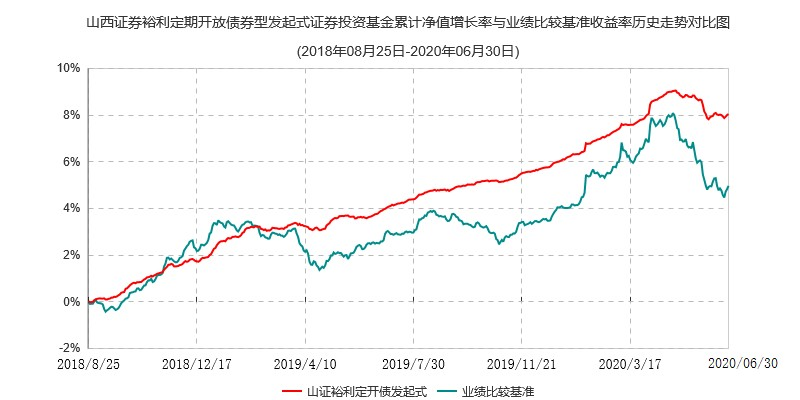 山西证券裕利定期开放债券型发起式证券投资基金累计净值增长率与业绩比较基准收益率历史走势对比图
(2018年08月25日-2020年06月30日)
10%
8%
6%
4%
2%
0%
-2%
2018/8/25 2018/12/17 2019/4/10 2019/7/30 2019/11/21 2020/3/17 2020/06/30
山证裕利定开债发起式 业绩比较基准